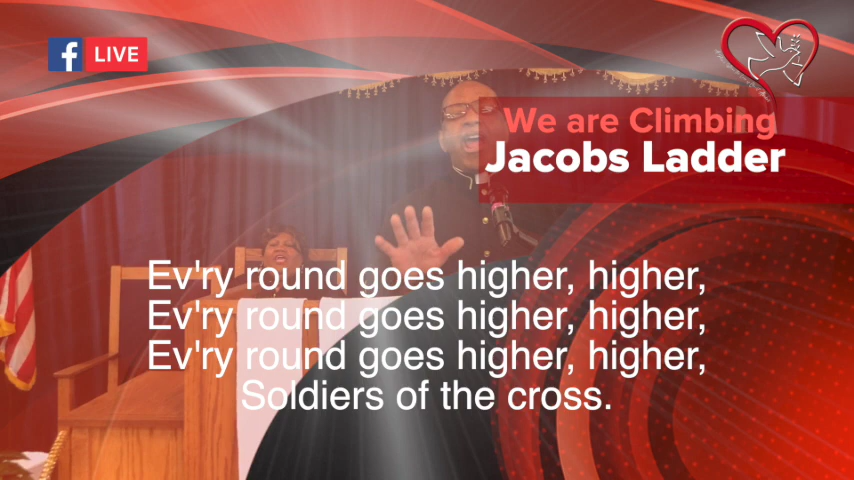 f LIVE
We are Climbing
Jacobs Ladder
Ev'ry round goes higher, higher,
Ev'ry round goes higher, higher,
Ev'ry round goes higher, higher,
Soldiers of the cross.